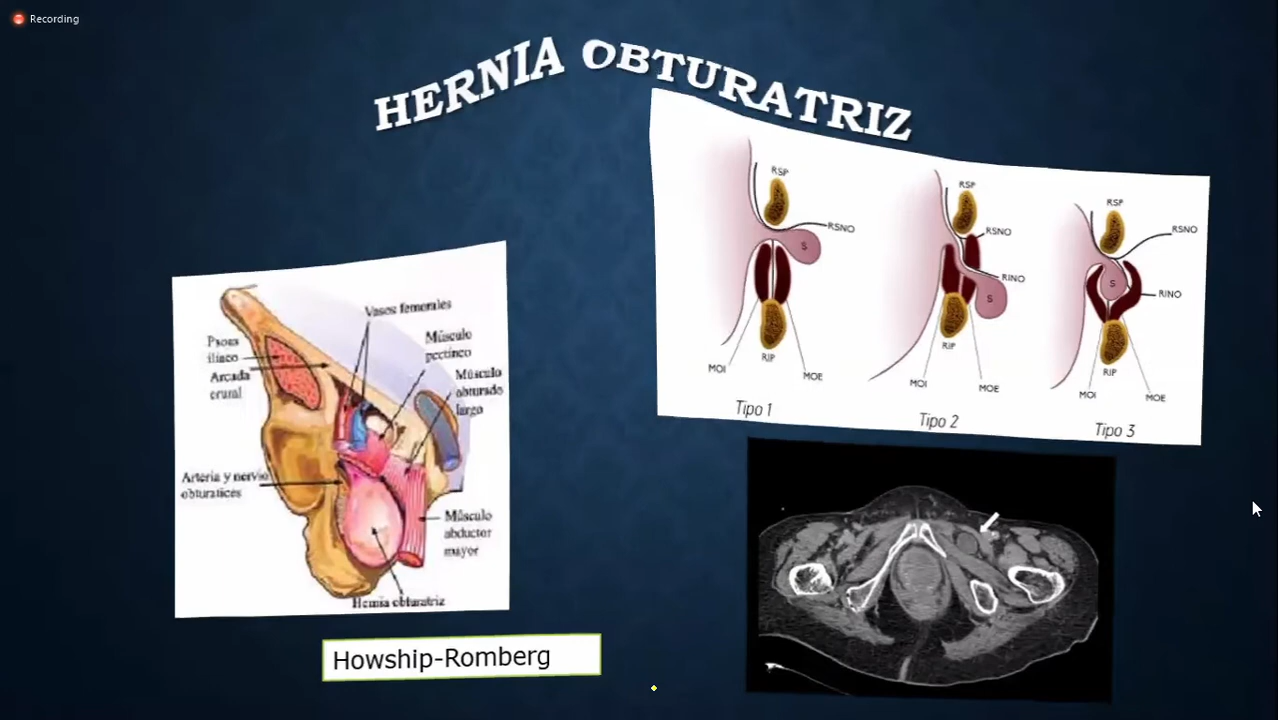 Recording
HERNIA OBTURATRIZ
Vasos femorales
Psoas
ilíaco
Arcada
crural
Músculo
pectíneo
Músculo
obturado
largo
Arteria y nervio
obturatices
Músculo
abductor
mayor
Hernia obturatriz
Howship-Romberg
RSP
RSNO
S
MOI
RIP
MOE
Tipo 1
RSP
RSNO
RINO
S
RIP
MOI
MOE
Tipo 2
RSP
RSNO
S
RINO
RIP
MOI
MOE
Tipo 3